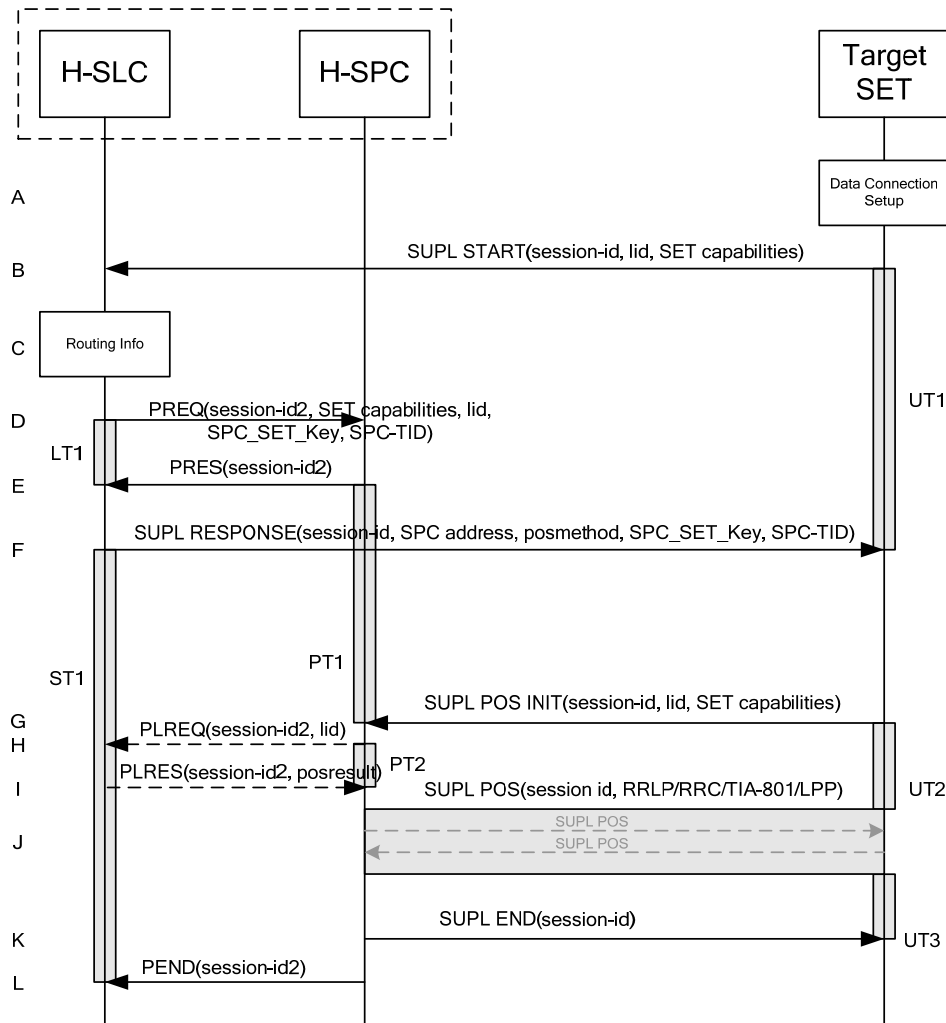 H-SLC
H-SPC
Target
SET
A
Data Connection
Setup
B
SUPL START(session-id, lid, SET capabilities)
C
Routing Info
UT1
D
PREQ(session-id2, SET capabilities, lid,
SPC_SET_Key, SPC-TID)
LT1
PRES(session-id2)
E
F
SUPL RESPONSE(session-id, SPC address, posmethod, SPC_SET_Key, SPC-TID)
ST1
PT1
SUPL POS INIT(session-id, lid, SET capabilities)
G
PLREQ(session-id2, lid)
H
PT2
PLRES(session-id2, posresult)
I
SUPL POS(session id, RRLP/RRC/TIA-801/LPP)
UT2
SUPL POS
J
SUPL POS
SUPL END(session-id)
K
UT3
PEND(session-id2)
L